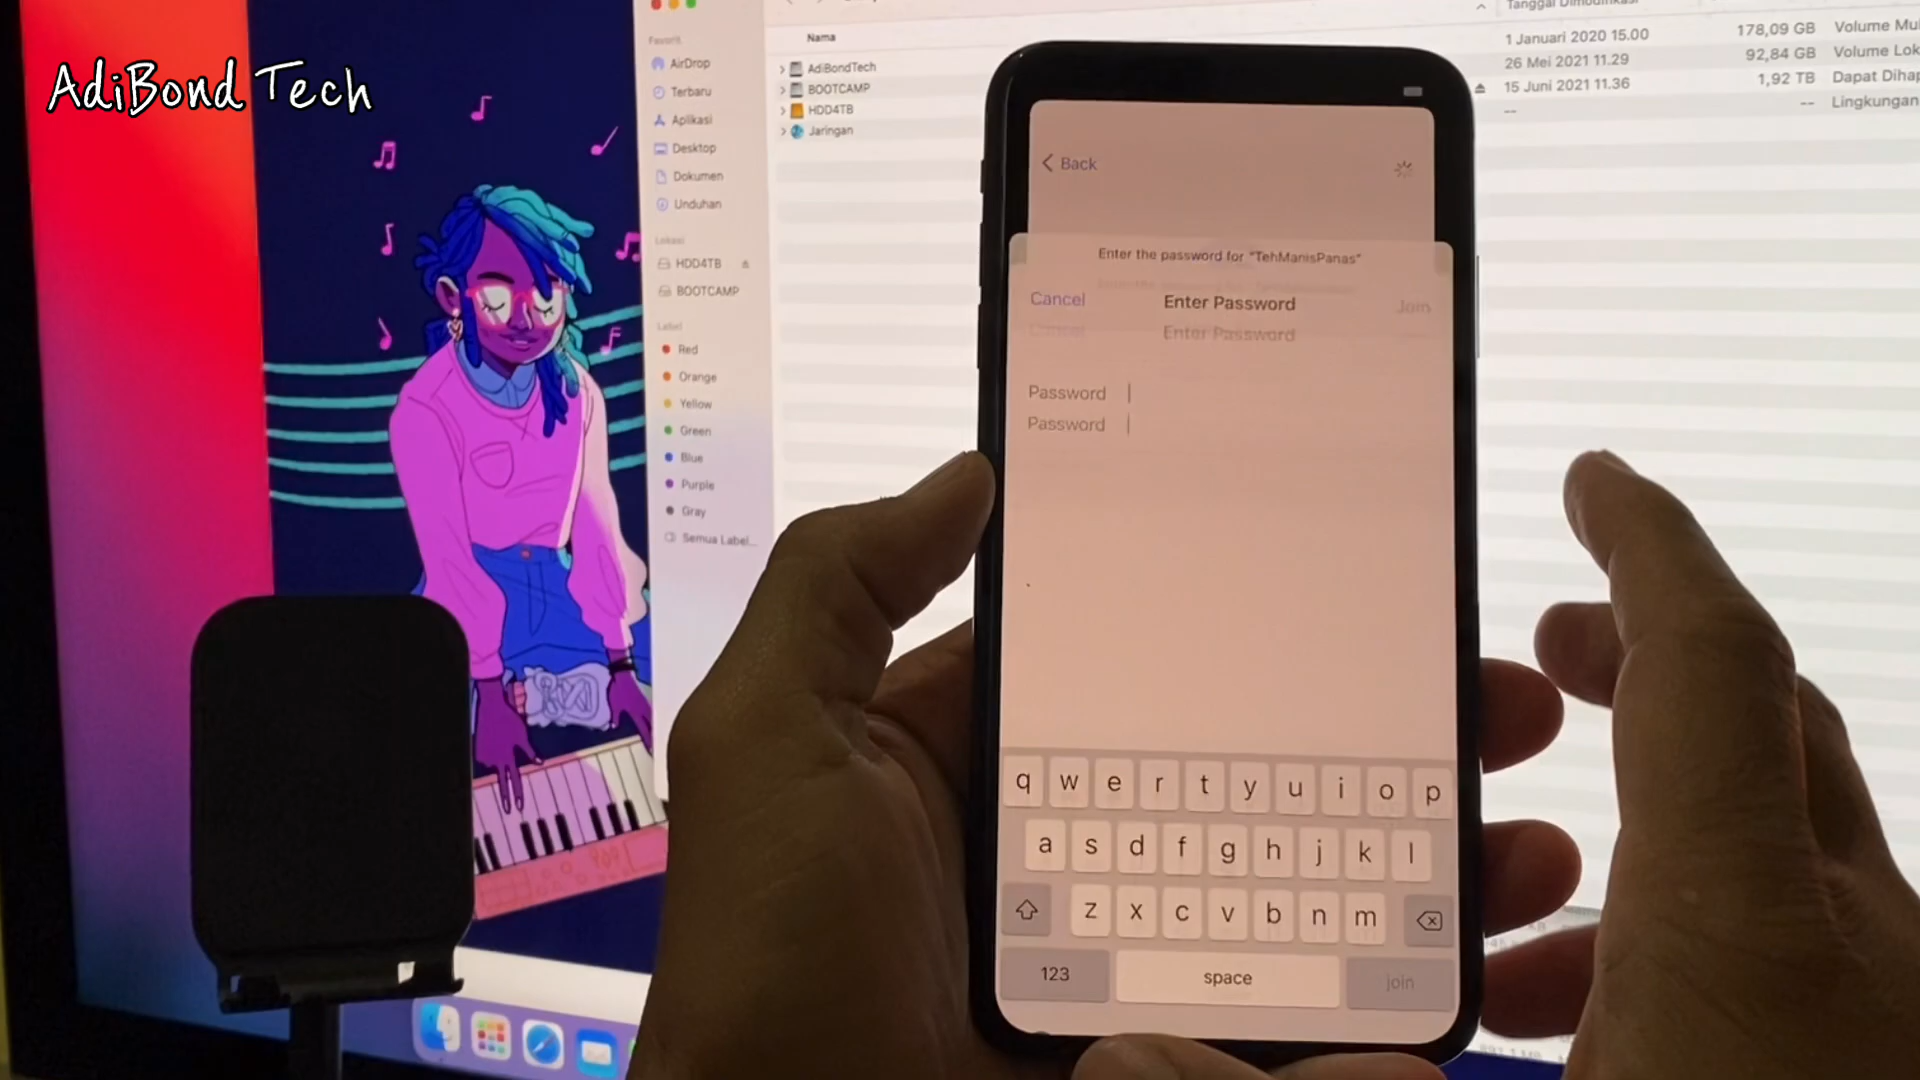 AdiBond Tech
Favorit
AirDrop
Terbaru
Aplikasi
Desktop
Dokumen
Unduhan
Lokasi
HDD4TB
BOOTCAMP
Label
Red
Orange
Yellow
Green
Blue
Purple
Gray
Semua Label...
Nama
AdiBondTech
BOOTCAMP
HDD4TB
Jaringan
Tanggal Dimodifikasi
1 Januari 2020 15.00 178,09 GB Volume
26 Mei 2021 11.29 92,84 GB Volume Lok
15 Juni 2021 11.36 1,92 TB Dapat Dihap
-- -- Lingkungan
Back
Enter the password for "TehManisPanas"
Cancel Enter Password Join
Cancel Enter Password
Password
Password
q w e r t y u i o p
a s d f g h j k l
z x c v b n m
123 space join